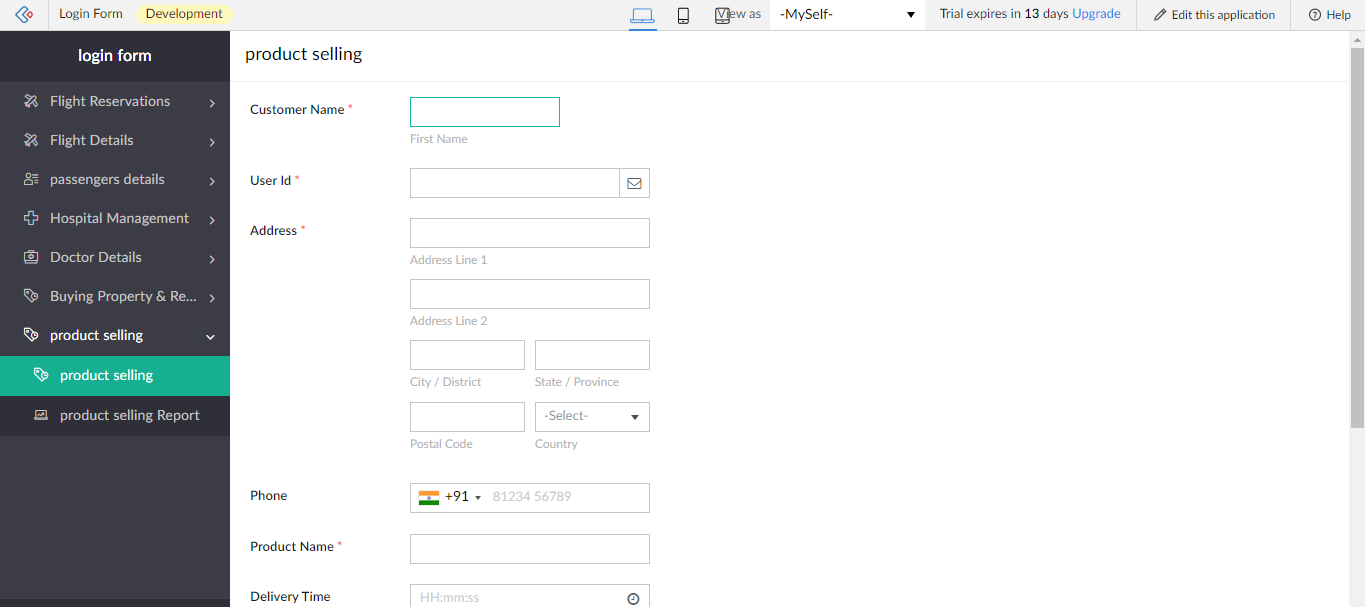 Login Form Development View as -MySelf- Trial expires in 13 days Upgrade Edit this application Help
login form
Flight Reservations
Flight Details
passengers details
Hospital Management
Doctor Details
Buying Property & Re...
product selling
product selling
product selling Report
product selling
Customer Name *
First Name
User Id *
Address *
Address Line 1
Address Line 2
City / District State / Province
-Select-
Postal Code Country
Phone +91 81234 56789
Product Name *
Delivery Time HH:mm:ss